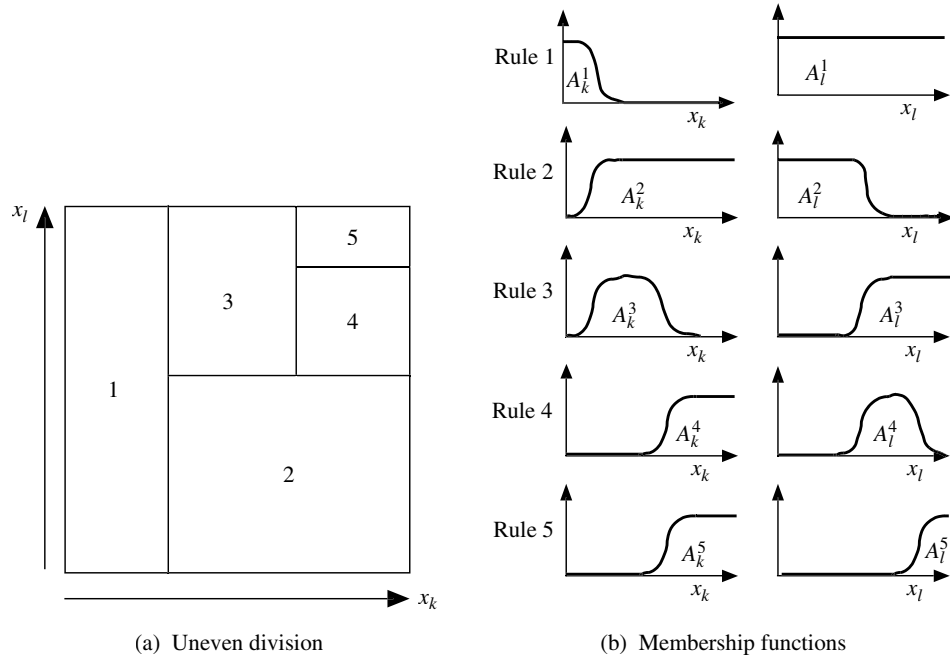 x_l
5
3
4
1
2
x_k
(a) Uneven division
Rule 1
A_k^1
x_k
A_l^1
x_l
Rule 2
A_k^2
x_k
A_l^2
x_l
Rule 3
A_k^3
x_k
A_l^3
x_l
Rule 4
A_k^4
x_k
A_l^4
x_l
Rule 5
A_k^5
x_k
A_l^5
x_l
(b) Membership functions